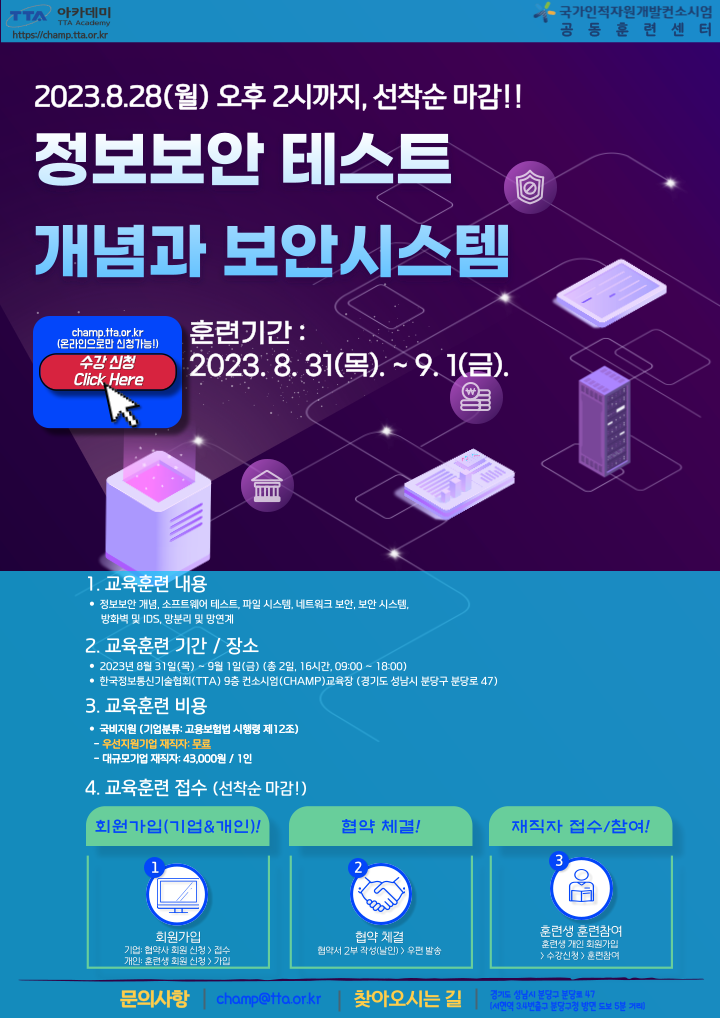 TTA 아카데미
TTA Academy
https://champ.tta.or.kr
국가인적자원개발컨소시엄
공동훈련센터
2023.8.28(월) 오후 2시까지, 선착순 마감!!
정보보안 테스트
개념과 보안시스템
champ.tta.or.kr
(온라인으로만 신청가능!)
수강 신청
Click Here
훈련기간 :
2023. 8. 31(목). ~ 9. 1(금).
1. 교육훈련 내용
• 정보보안 개념, 소프트웨어 테스트, 파일 시스템, 네트워크 보안, 보안 시스템,
방화벽 및 IDS, 망분리 및 망연계
2. 교육훈련 기간 / 장소
• 2023년 8월 31일(목) ~ 9월 1일(금) (총 2일, 16시간, 09:00 ~ 18:00)
• 한국정보통신기술협회(TTA) 9층 컨소시엄(CHAMP)교육장 (경기도 성남시 분당구 분당로 47)
3. 교육훈련 비용
• 국비지원 (기업분류: 고용보험법 시행령 제12조)
- 우선지원기업 재직자: 무료
- 대규모기업 재직자: 43,000원 / 1인
4. 교육훈련 접수 (선착순 마감!)
회원가입(기업&개인)!
1
회원가입
기업: 협약사 회원 신청 > 접수
개인: 훈련생 회원 신청 > 가입
협약 체결!
2
협약 체결
협약서 2부 작성(날인) > 우편 발송
재직자 접수/참여!
3
훈련생 훈련참여
훈련생 개인 회원가입
> 수강신청 > 훈련참여
문의사항 | champ@tta.or.kr | 찾아오시는 길 |
경기도 성남시 분당구 분당로 47
(서현역 3,4번출구 분당구청 방면 도보 5분 거리)